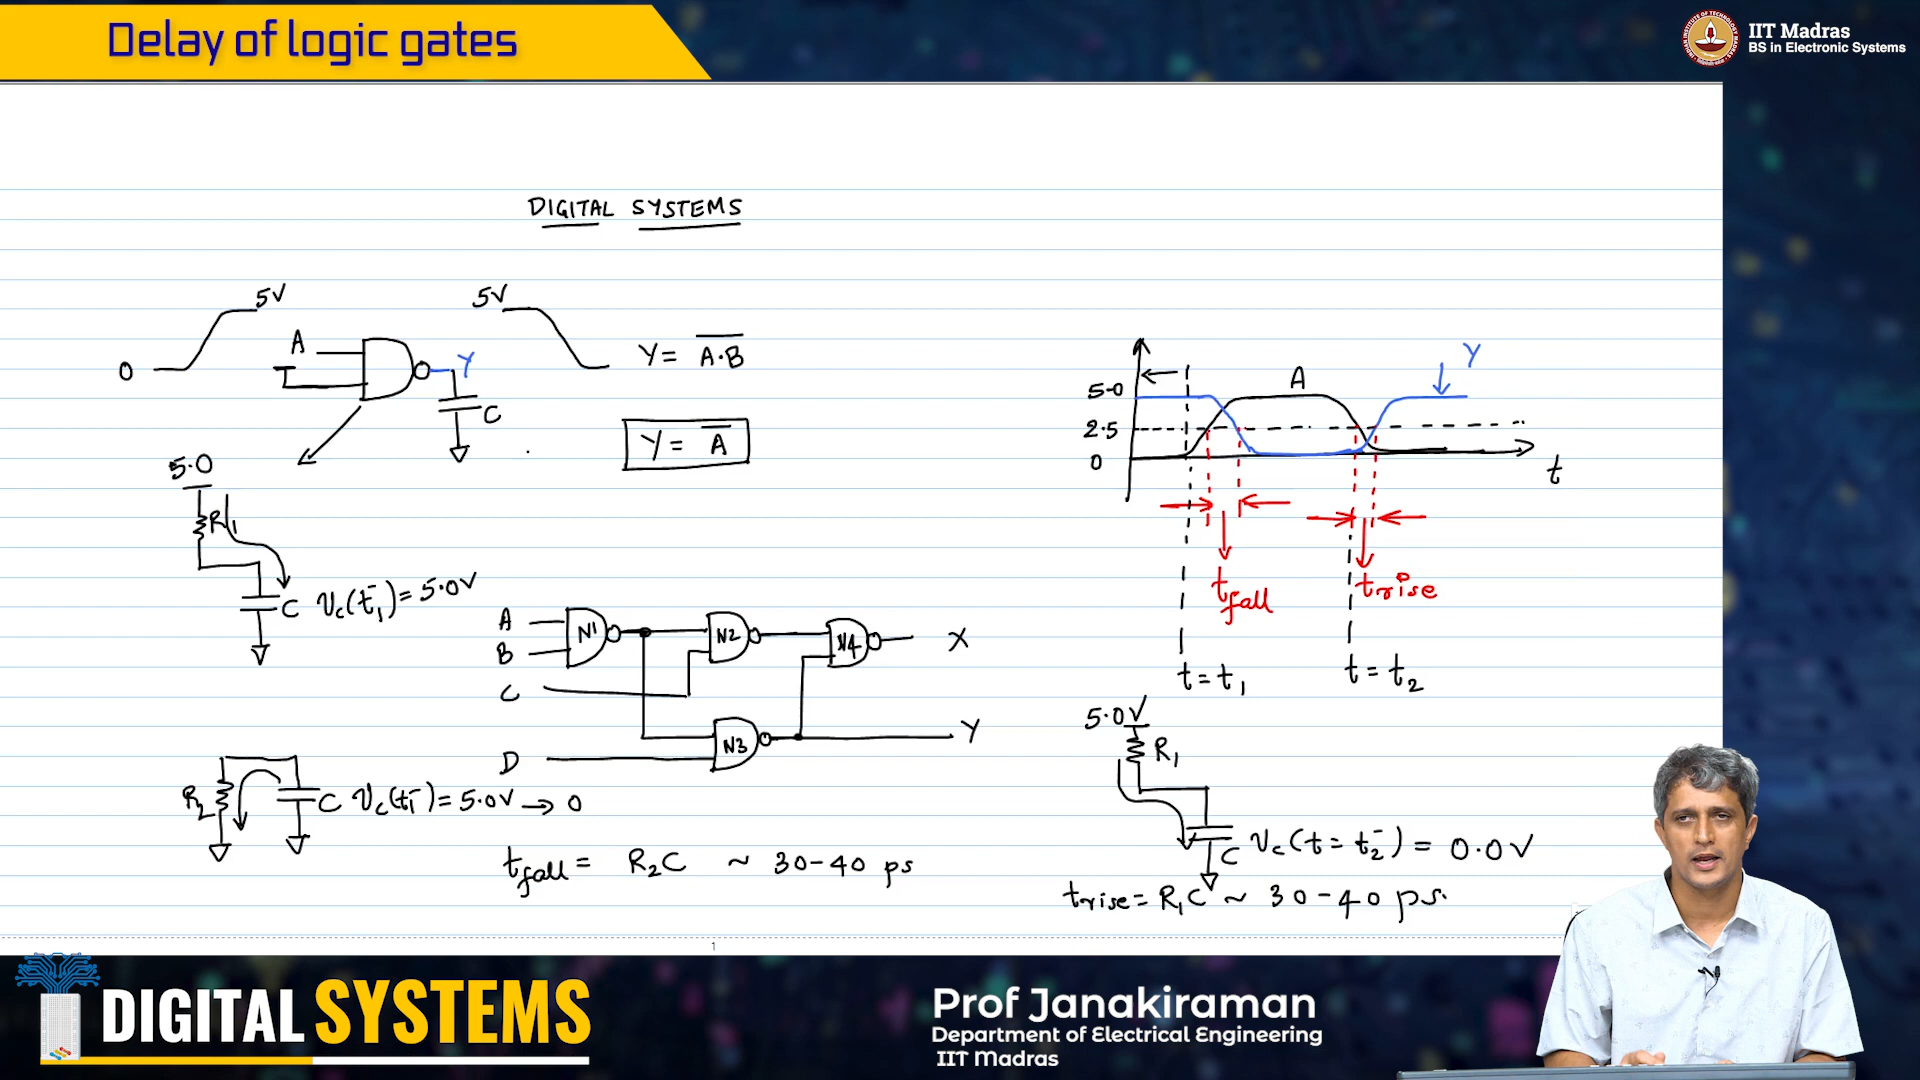 Delay of logic gates
IIT Madras
BS in Electronic Systems
DIGITAL SYSTEMS
0 5V
A
Y
C
5V
Y = \overline{A·B}
Y = \overline{A}
5.0
R1
C Vc(t1⁻) = 5.0V
R2
C Vc(t1⁻) = 5.0V → 0
A
B
C
D
N1
N2
N3
N4
X
Y
tfall = R2C ~ 30-40 ps
Y
A
5.0
2.5
0
t
tfall
trise
t = t1
t = t2
5.0V
R1
C Vc(t = t2⁻) = 0.0V
trise = R1C ~ 30-40 ps.
1
DIGITAL SYSTEMS
Prof Janakiraman
Department of Electrical Engineering
IIT Madras